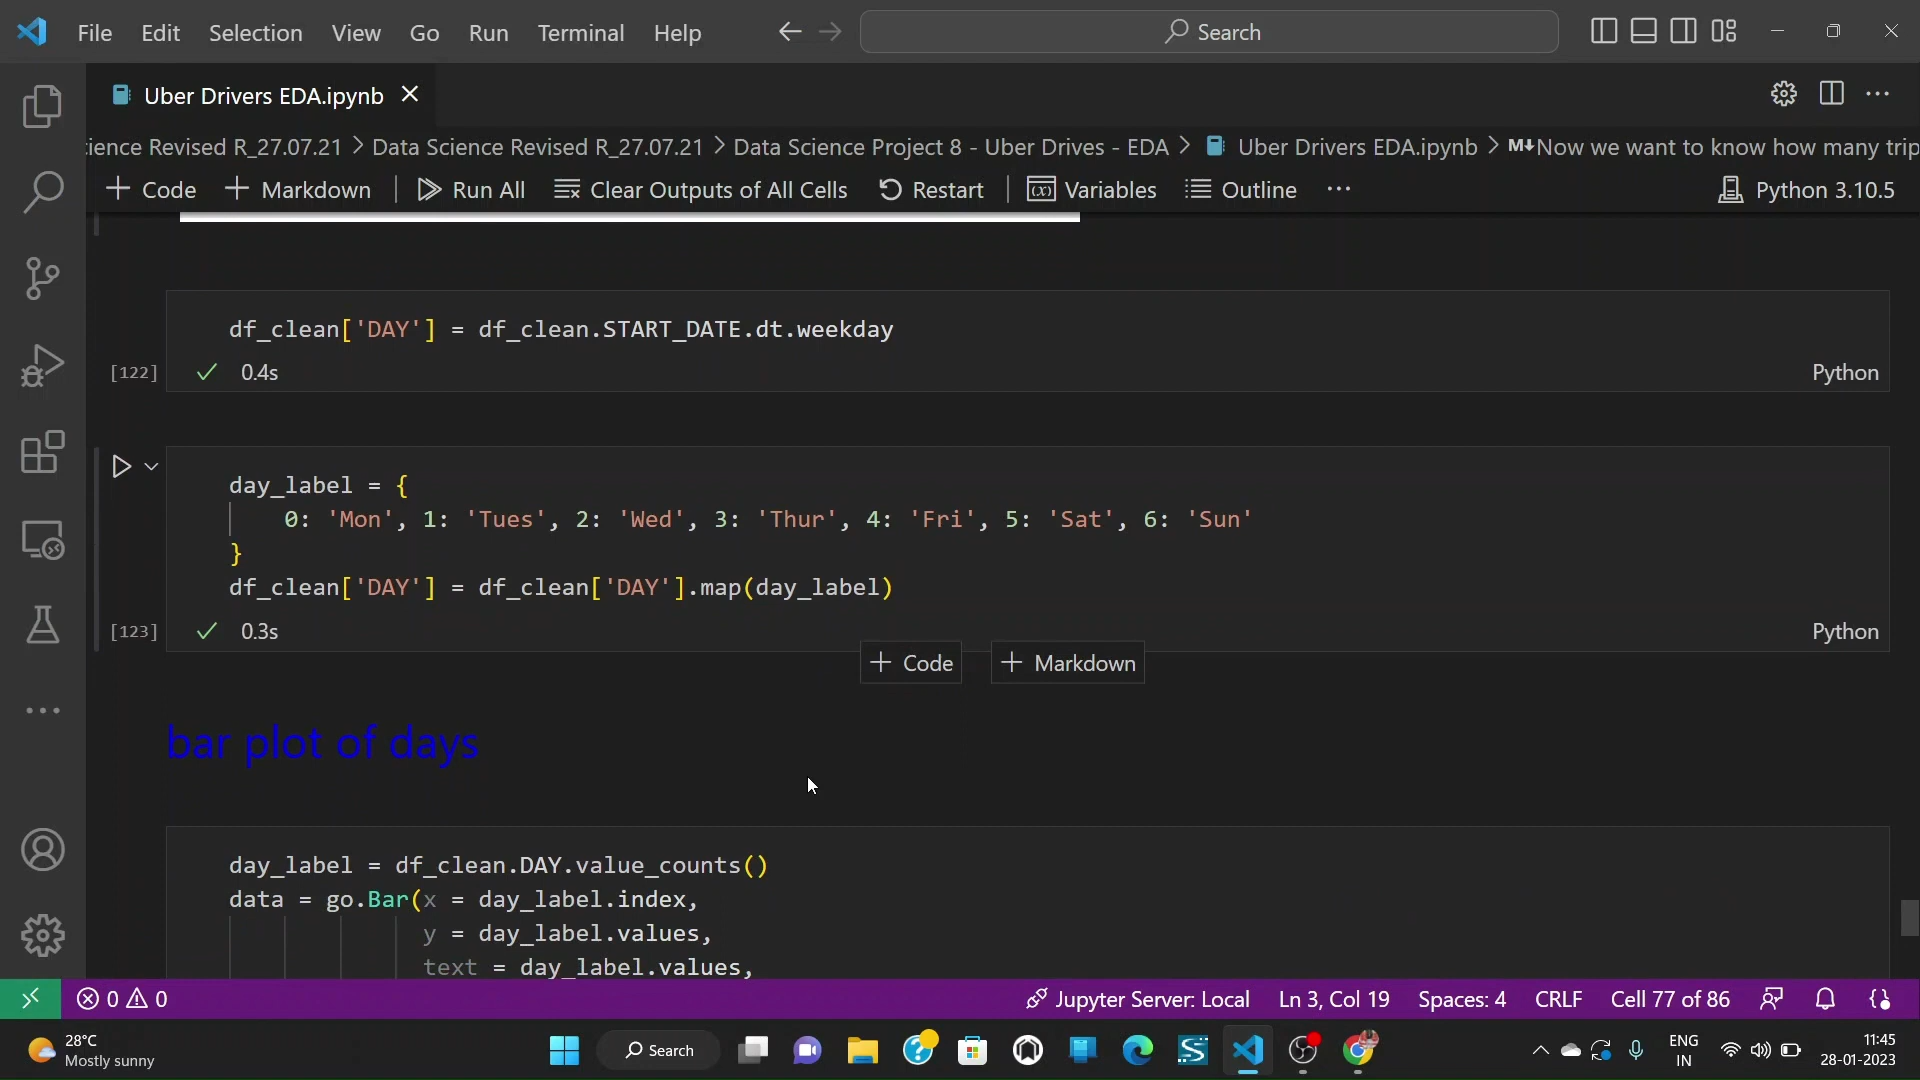 File Edit Selection View Go Run Terminal Help Search
Uber Drivers EDA.ipynb
ience Revised R_27.07.21 > Data Science Revised R_27.07.21 > Data Science Project 8 - Uber Drives - EDA > Uber Drivers EDA.ipynb > M↓Now we want to know how many trip
+ Code + Markdown | Run All Clear Outputs of All Cells Restart | Variables Outline ... Python 3.10.5
df_clean['DAY'] = df_clean.START_DATE.dt.weekday
[122] ✓ 0.4s Python
day_label = {
0: 'Mon', 1: 'Tues', 2: 'Wed', 3: 'Thur', 4: 'Fri', 5: 'Sat', 6: 'Sun'
}
df_clean['DAY'] = df_clean['DAY'].map(day_label)
[123] ✓ 0.3s Python
+ Code + Markdown
bar plot of days
day_label = df_clean.DAY.value_counts()
data = go.Bar(x = day_label.index,
y = day_label.values,
text = day_label.values,
0 0 Jupyter Server: Local Ln 3, Col 19 Spaces: 4 CRLF Cell 77 of 86
28°C
Mostly sunny
Search
ENG
IN
11:45
28-01-2023